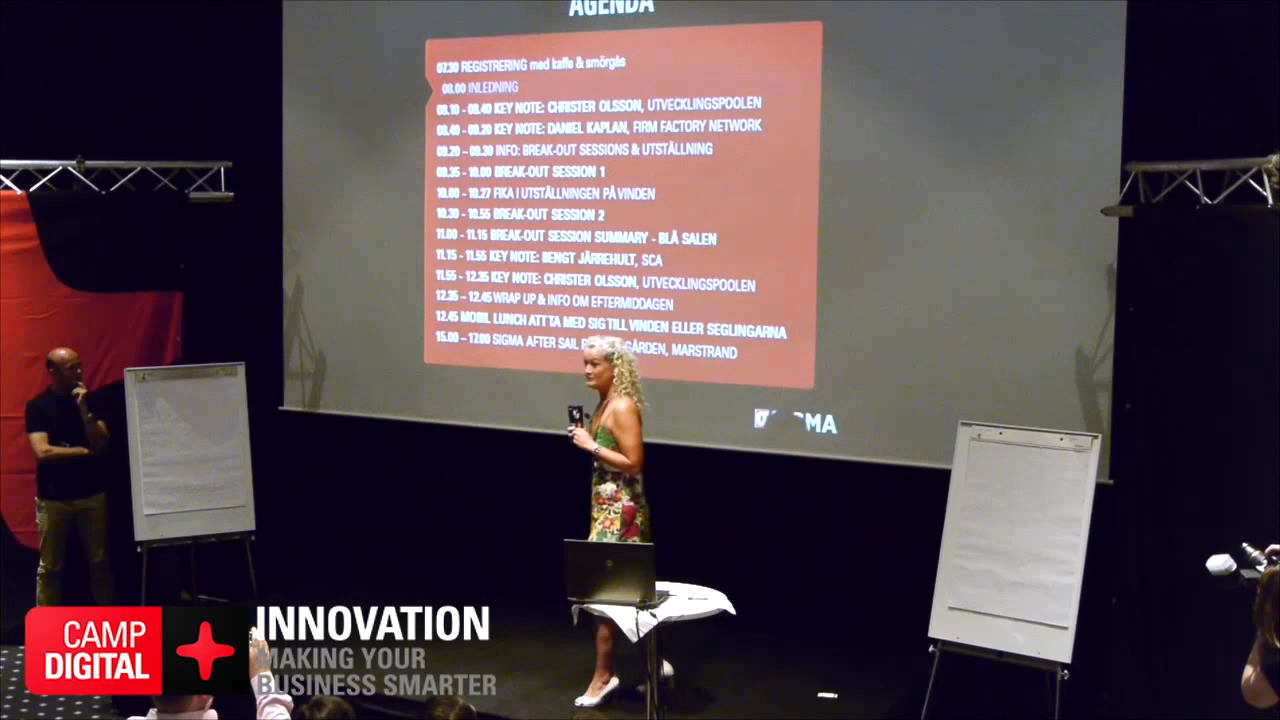 AGENDA
07.30 REGISTRERING med kaffe & smörgås
08.00 INLEDNING
08.10 - 08.40 KEY NOTE: CHRISTER OLSSON, UTVECKLINGSPOOLEN
08.40 - 09.20 KEY NOTE: DANIEL KAPLAN, FIRM FACTORY NETWORK
09.20 – 09.30 INFO: BREAK-OUT SESSIONS & UTSTÄLLNING
09.35 - 10.00 BREAK-OUT SESSION 1
10.00 - 10.27 FIKA I UTSTÄLLNINGEN PÅ VINDEN
10.30 - 10.55 BREAK-OUT SESSION 2
11.00 - 11.15 BREAK-OUT SESSION SUMMARY - BLÅ SALEN
11.15 - 11.55 KEY NOTE: BENGT JÄRREHULT, SCA
11.55 - 12.35 KEY NOTE: CHRISTER OLSSON, UTVECKLINGSPOOLEN
12.35 – 12.45 WRAP UP & INFO OM EFTERMIDDAGEN
12.45 MOBIL LUNCH ATT TA MED SIG TILL VINDEN ELLER SEGLINGARNA
15.00 – 17.00 SIGMA AFTER SAIL MARSTRAND
CAMP
DIGITAL
INNOVATION
MAKING YOUR
BUSINESS SMARTER